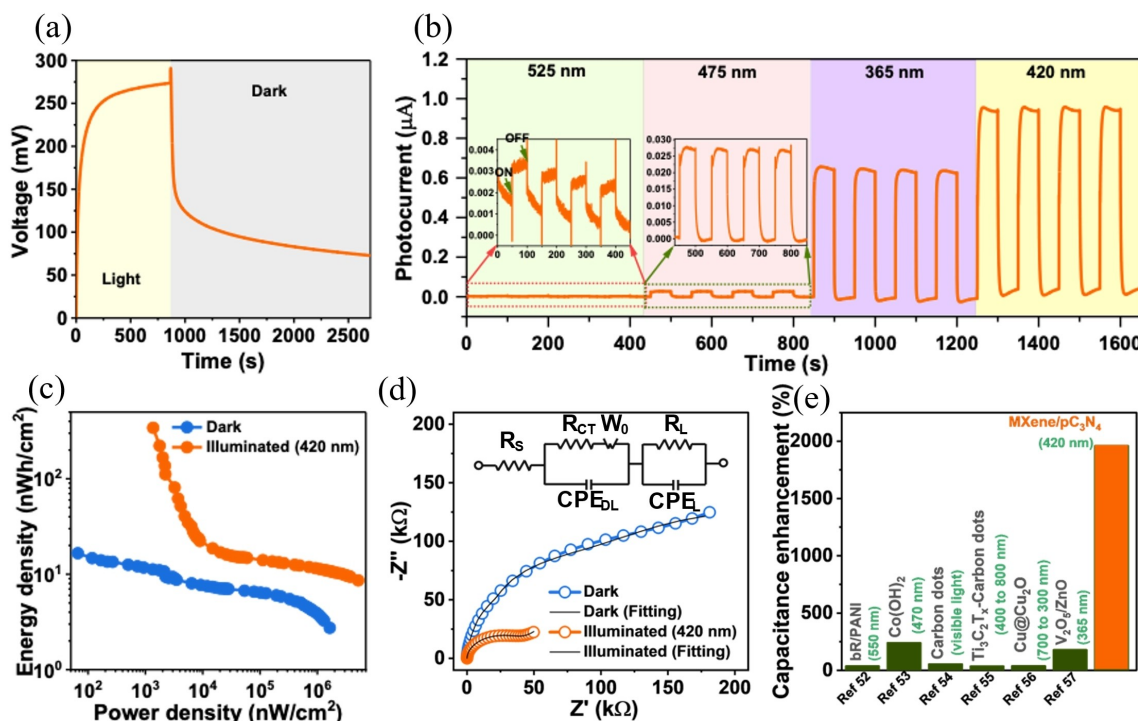 (a)
300
250
200
150
100
50
0
Voltage (mV)
Light
Dark
0 500 1000 1500 2000 2500
Time (s)
(b)
1.2
1.0
0.8
0.6
0.4
0.2
0.0
Photocurrent (μA)
525 nm 475 nm 365 nm 420 nm
OFF
ON
0.004
0.003
0.002
0.001
0.000
0 100 200 300 400
0.030
0.025
0.020
0.015
0.010
0.005
0.000
500 600 700 800
0 200 400 600 800 1000 1200 1400 1600
Time (s)
(c)
Energy density (nWh/cm²)
10²
10¹
10⁰
Dark
Illuminated (420 nm)
10² 10³ 10⁴ 10⁵ 10⁶
Power density (nW/cm²)
(d)
-Z'' (kΩ)
200
150
100
50
0
R_S
R_CT W₀
CPE_DL
R_L
CPE_L
Dark
Dark (Fitting)
Illuminated (420 nm)
Illuminated (Fitting)
0 50 100 150 200
Z' (kΩ)
(e)
Capacitance enhancement (%)
2000
1500
1000
500
0
MXene/pC₃N₄
(420 nm)
bR/PANI
(550 nm)
Co(OH)₂
(470 nm)
Carbon dots
(visible light)
Ti₃C₂Tₓ-Carbon dots
(400 to 800 nm)
Cu@Cu₂O
(700 to 300 nm)
V₂O₅/ZnO
(365 nm)
Ref 52
Ref 53
Ref 54
Ref 55
Ref 56
Ref 57